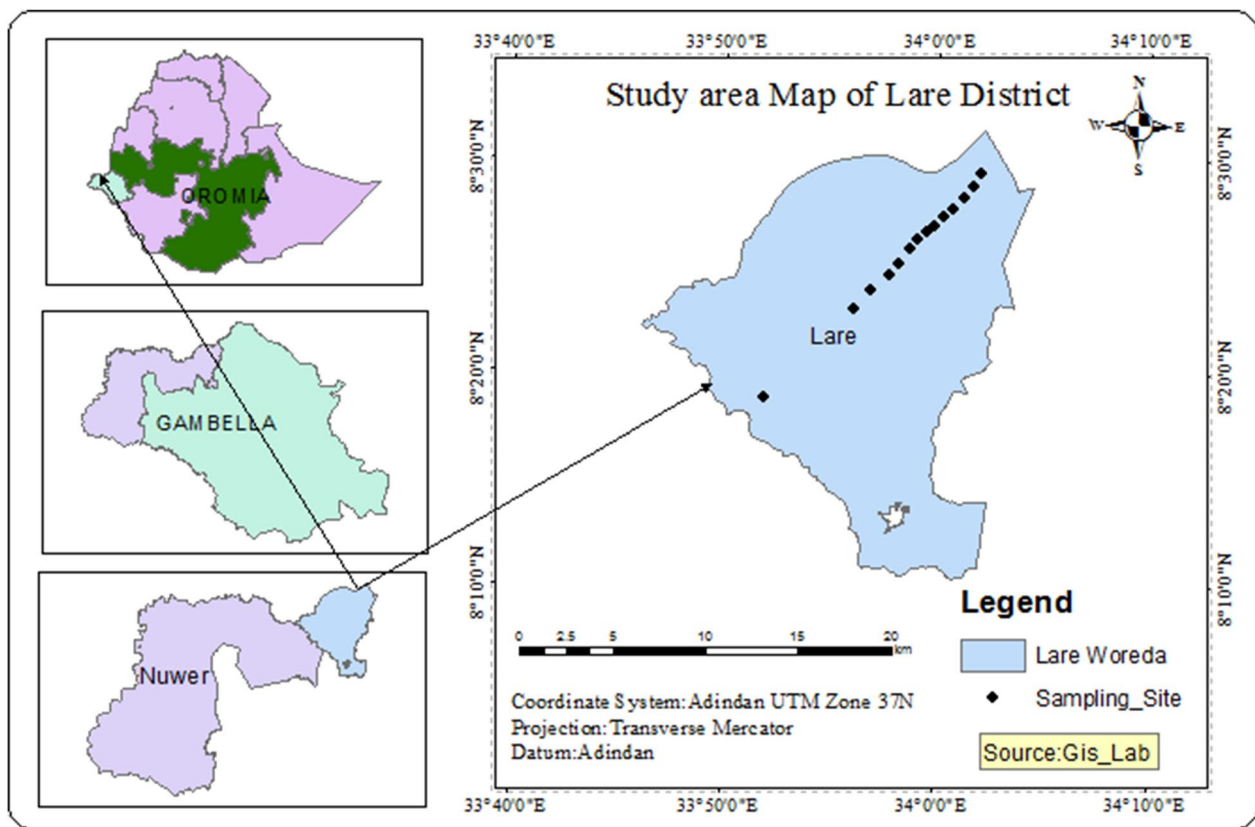 33°40'0"E 33°50'0"E 34°0'0"E 34°10'0"E
Study area Map of Lare District
N
W E
S
OROMIA
GAMBELLA
Nuwer
8°30'0"N
8°20'0"N
8°10'0"N
8°30'0"N
8°20'0"N
8°10'0"N
Lare
Legend
Lare Woreda
Sampling_Site
Source:Gis_Lab
0 2.5 5 10 15 20
km
Coordinate System:Adindan UTM Zone 37N
Projection:Transverse Mercator
Datum:Adindan
33°40'0"E 33°50'0"E 34°0'0"E 34°10'0"E